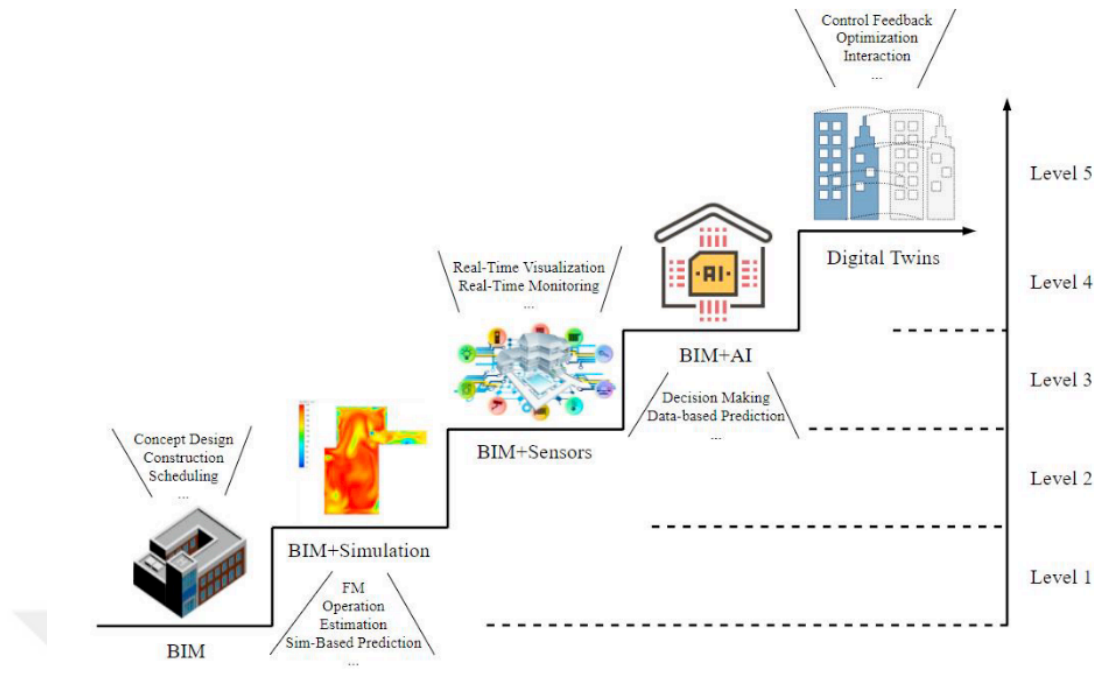 Control Feedback
Optimization
Interaction
...
Level 5
Digital Twins
Real-Time Visualization
Real-Time Monitoring
...
AI
Level 4
BIM+AI
Decision Making
Data-based Prediction
...
Level 3
BIM+Sensors
Concept Design
Construction
Scheduling
...
Level 2
BIM+Simulation
FM
Operation
Estimation
Sim-Based Prediction
...
Level 1
BIM